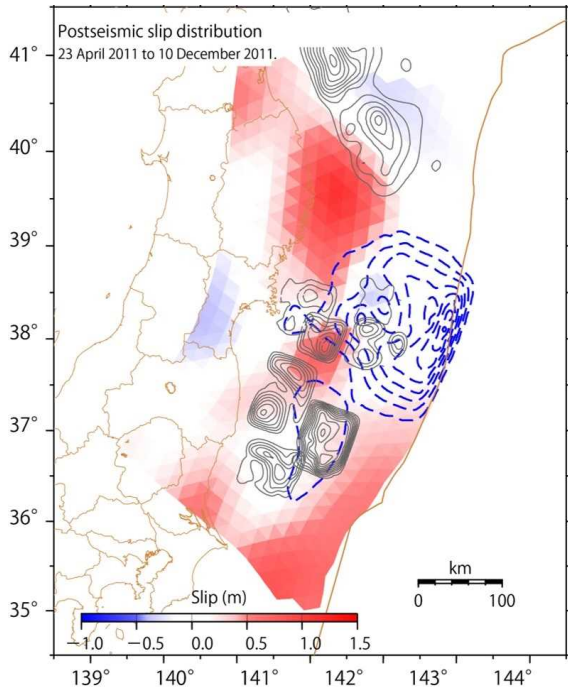 Postseismic slip distribution
23 April 2011 to 10 December 2011.
41°
40°
39°
38°
37°
36°
35°
km
0 100
Slip (m)
−1.0 −0.5 0.0 0.5 1.0 1.5
139° 140° 141° 142° 143° 144°